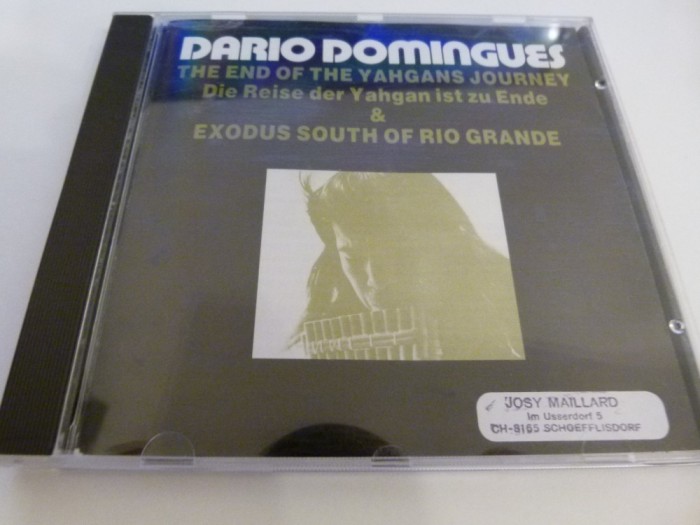 DARIO DOMINGUES
THE END OF THE YAHGANS JOURNEY
Die Reise der Yahgan ist zu Ende
&
EXODUS SOUTH OF RIO GRANDE
JOSY MAILLARD
Im Usserdorf 5
CH-8165 SCHOEFFLISDORF